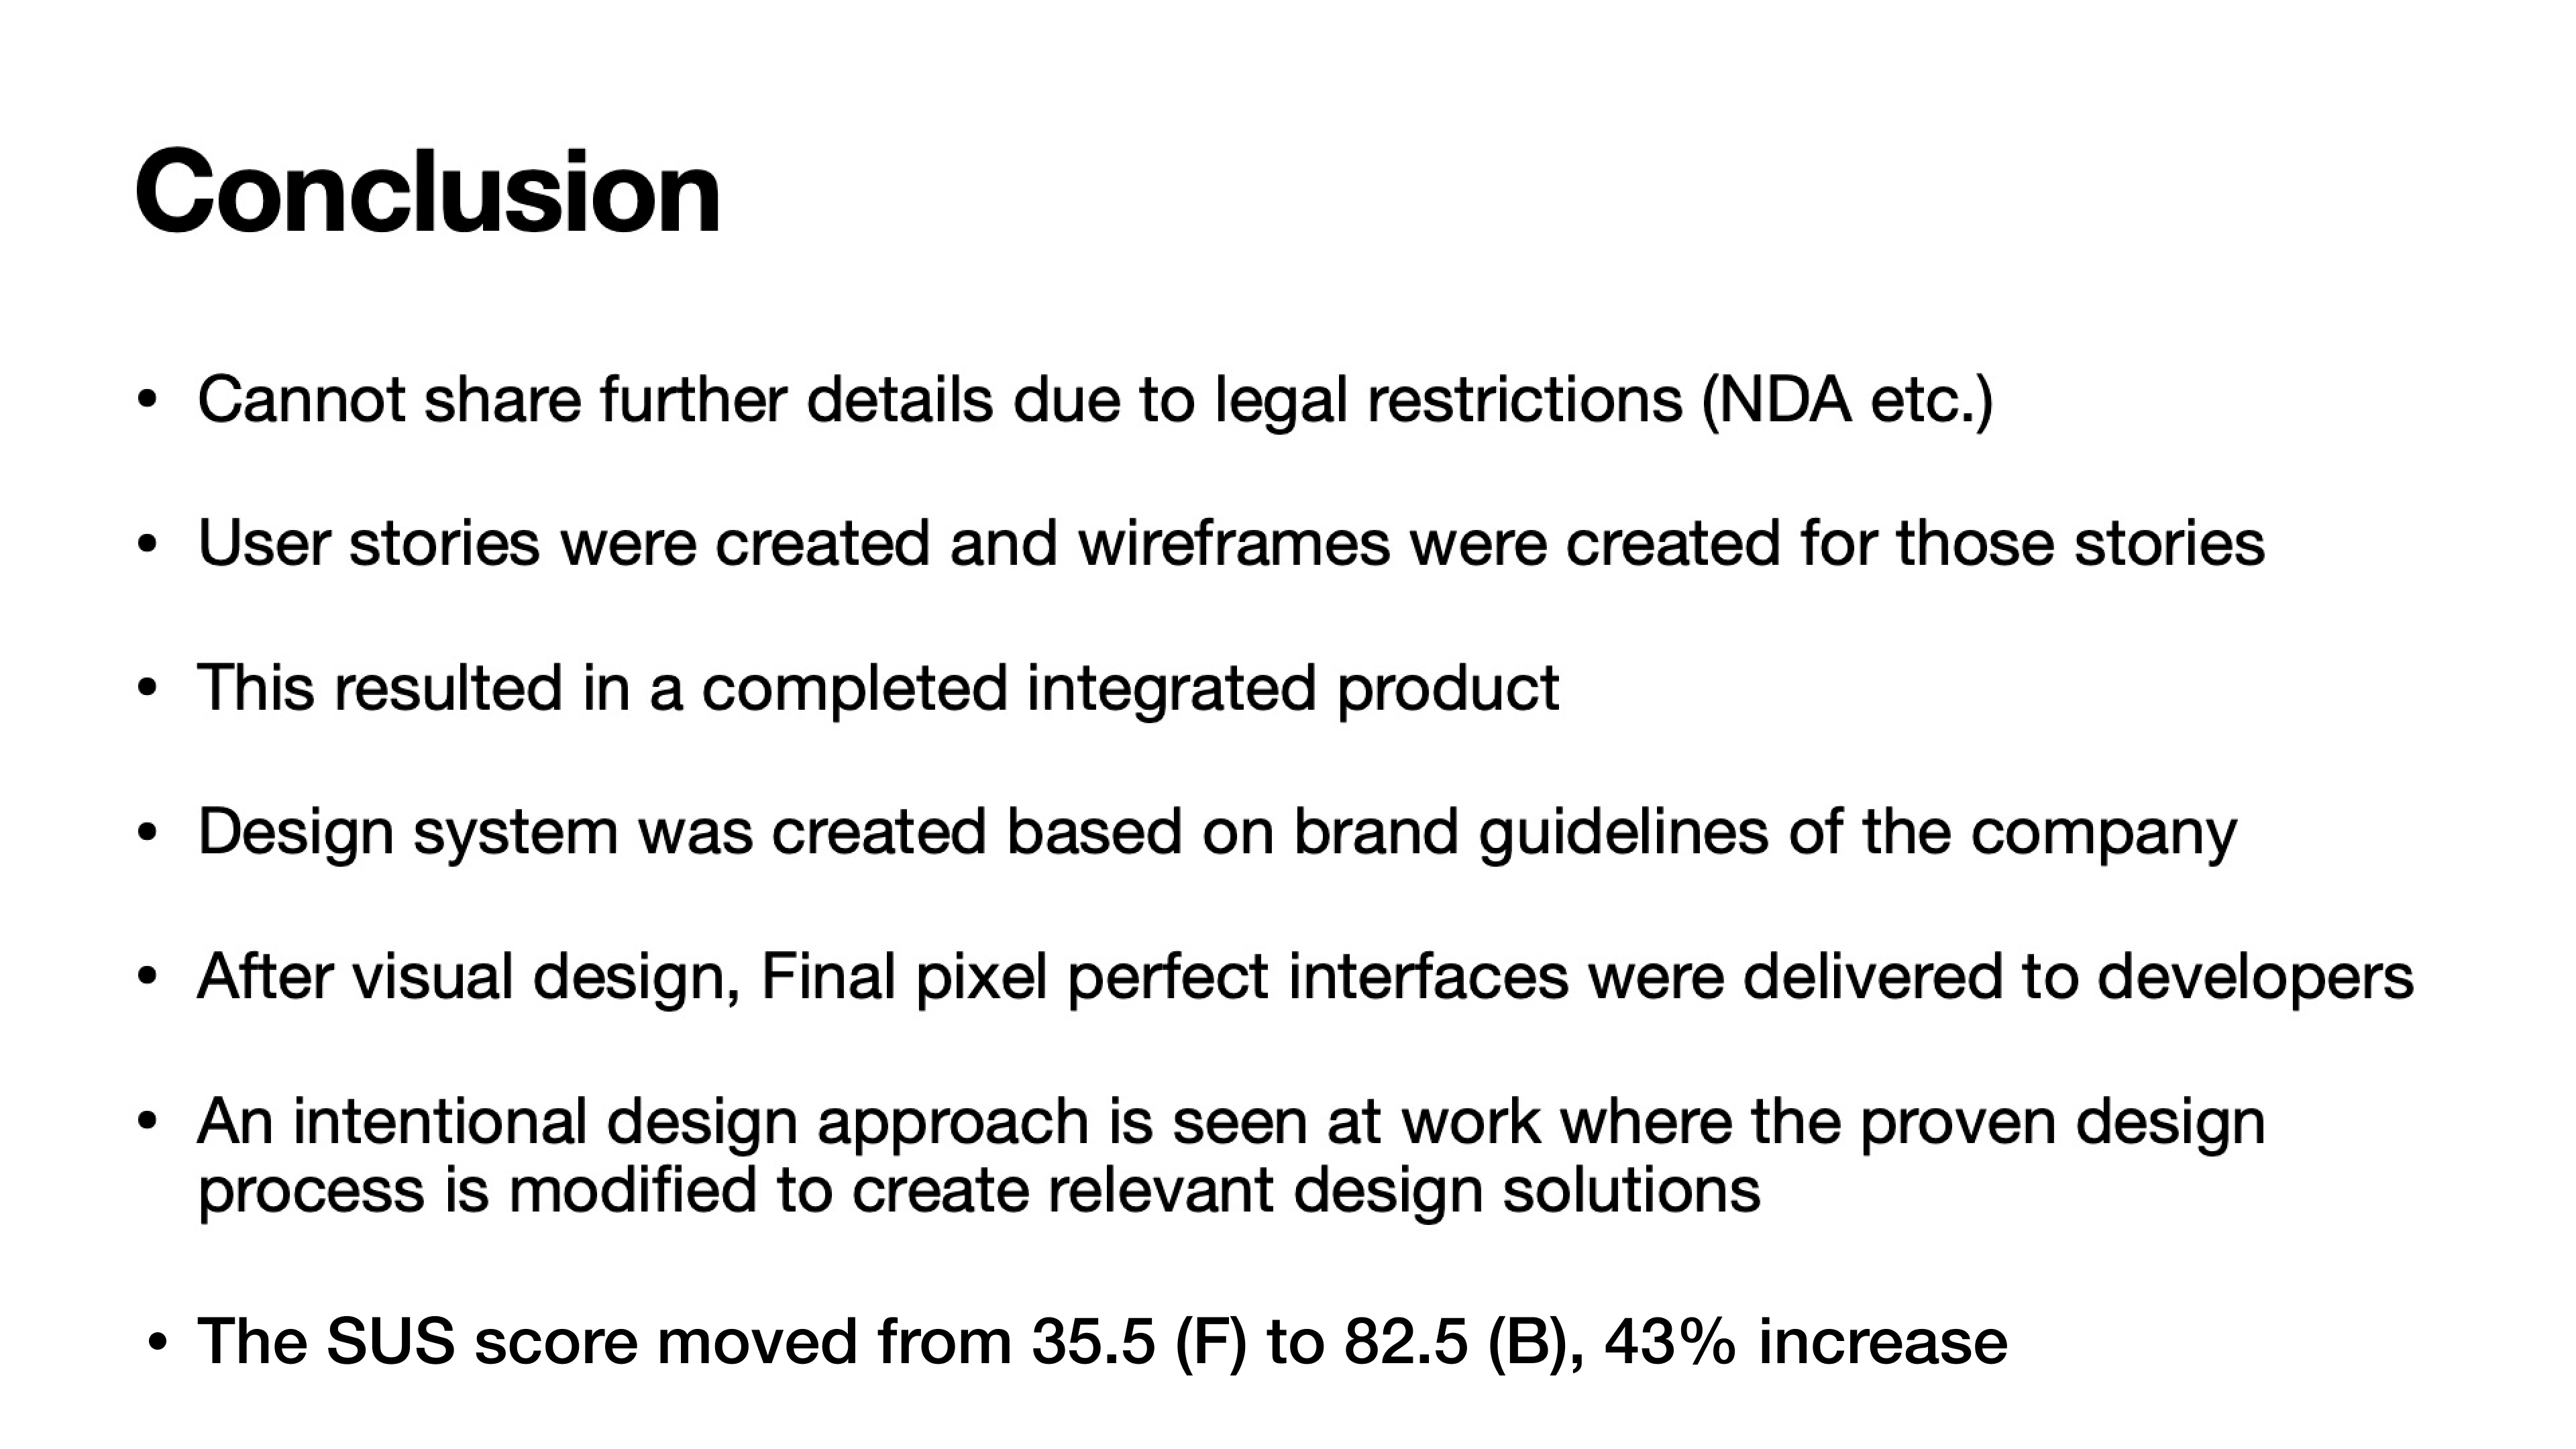 Conclusion
• Cannot share further details due to legal restrictions (NDA etc.)
• User stories were created and wireframes were created for those stories
• This resulted in a completed integrated product
• Design system was created based on brand guidelines of the company
• After visual design, Final pixel perfect interfaces were delivered to developers
• An intentional design approach is seen at work where the proven design
process is modified to create relevant design solutions
• The SUS score moved from 35.5 (F) to 82.5 (B), 43% increase